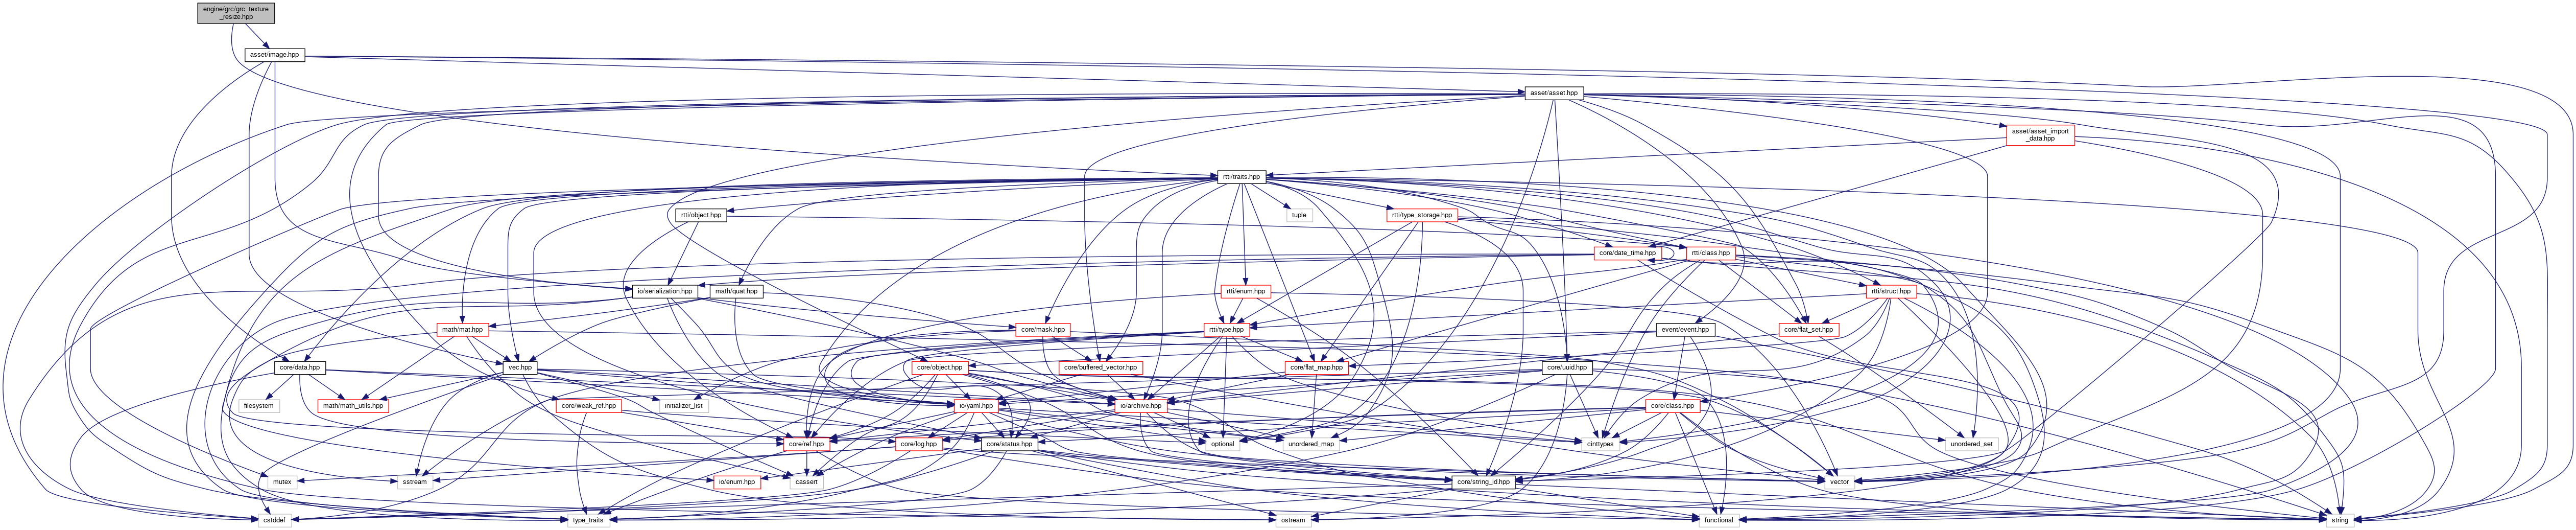 engine/grc/grc_texture
_resize.hpp
asset/image.hpp
asset/asset.hpp
asset/asset_import
_data.hpp
rtti/traits.hpp
rtti/object.hpp
tuple
rtti/type_storage.hpp
core/date_time.hpp
rtti/class.hpp
io/serialization.hpp
math/quat.hpp
rtti/enum.hpp
rtti/struct.hpp
math/mat.hpp
core/mask.hpp
rtti/type.hpp
event/event.hpp
core/flat_set.hpp
core/data.hpp
vec.hpp
core/object.hpp
core/buffered_vector.hpp
core/flat_map.hpp
core/uuid.hpp
filesystem
math/math_utils.hpp
core/weak_ref.hpp
initializer_list
io/yaml.hpp
io/archive.hpp
core/class.hpp
core/ref.hpp
core/log.hpp
core/status.hpp
optional
unordered_map
cinttypes
unordered_set
mutex
sstream
io/enum.hpp
cassert
core/string_id.hpp
vector
cstddef
type_traits
ostream
functional
string